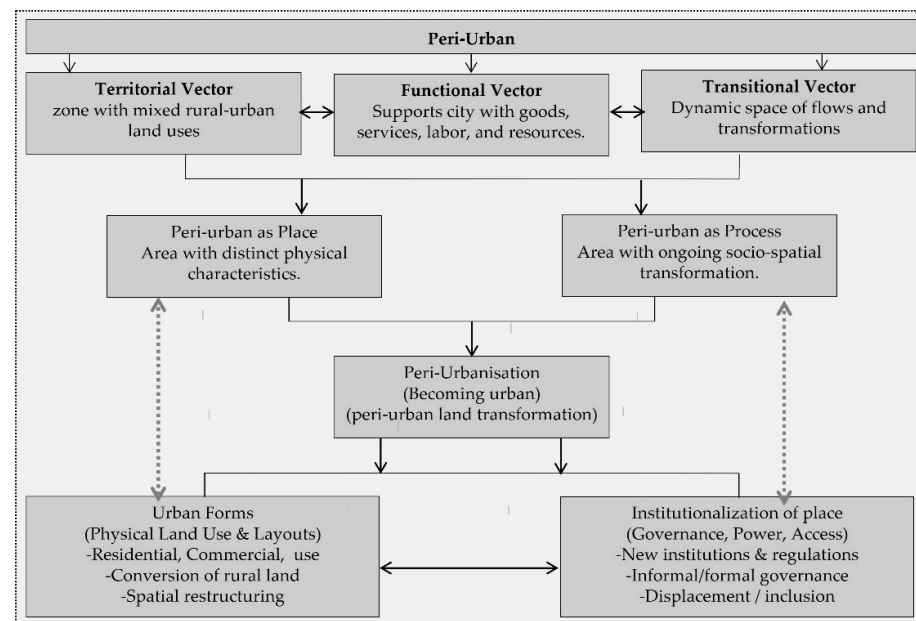 Peri-Urban
Territorial Vector
zone with mixed rural-urban
land uses
Functional Vector
Supports city with goods,
services, labor, and resources.
Transitional Vector
Dynamic space of flows and
transformations
Peri-urban as Place
Area with distinct physical
characteristics.
Peri-urban as Process
Area with ongoing socio-spatial
transformation.
Peri-Urbanisation
(Becoming urban)
(peri-urban land transformation)
Urban Forms
(Physical Land Use & Layouts)
-Residential, Commercial, use
-Conversion of rural land
-Spatial restructuring
Institutionalization of place
(Governance, Power, Access)
-New institutions & regulations
-Informal/formal governance
-Displacement / inclusion